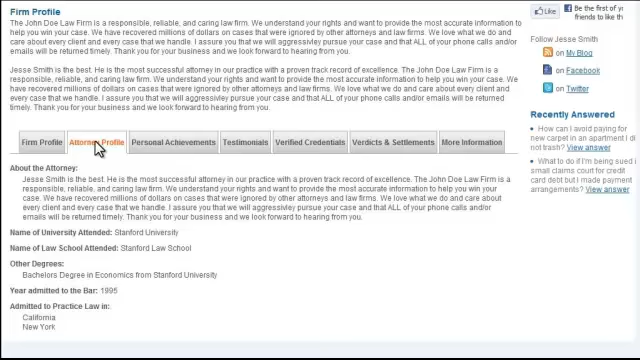 Firm Profile
The John Doe Law Firm is a responsible, reliable, and caring law firm. We understand your rights and want to provide the most accurate information to
help you win your case. We have recovered millions of dollars on cases that were ignored by other attorneys and law firms. We love what we do and
care about every client and every case that we handle. I assure you that we will aggressivley pursue your case and that ALL of your phone calls and/or
emails will be returned timely. Thank you for your business and we look forward to hearing from you.
Jesse Smith is the best. He is the most successful attorney in our practice with a proven track record of excellence. The John Doe Law Firm is a
responsible, reliable, and caring law firm. We understand your rights and want to provide the most accurate information to help you win your case. We
have recovered millions of dollars on cases that were ignored by other attorneys and law firms. We love what we do and care about every client and
every case that we handle. I assure you that we will aggressivley pursue your case and that ALL of your phone calls and/or emails will be returned
timely. Thank you for your business and we look forward to hearing from you.
Firm Profile
Attorney Profile
Personal Achievements
Testimonials
Verified Credentials
Verdicts & Settlements
More Information
About the Attorney:
Jesse Smith is the best. He is the most successful attorney in our practice with a proven track record of excellence. The John Doe Law Firm is a
responsible, reliable, and caring law firm. We understand your rights and want to provide the most accurate information to help you win your case.
We have recovered millions of dollars on cases that were ignored by other attorneys and law firms. We love what we do and care about
every client and every case that we handle. I assure you that we will aggressivley pursue your case and that ALL of your phone calls and/or
emails will be returned timely. Thank you for your business and we look forward to hearing from you.
Name of University Attended: Stanford University
Name of Law School Attended: Stanford Law School
Other Degrees:
Bachelors Degree in Economics from Stanford University
Year admitted to the Bar: 1995
Admitted to Practice Law in:
California
New York
Like
Be the first of y
friends to like th
Follow Jesse Smith
on My Blog
on Facebook
on Twitter
Recently Answered
How can I avoid paying for
new carpet in an apartment I di
not trash? View answer
What to do if I'm being sued i
small claims court for credit
card debt but I made payment
arrangements? View answer